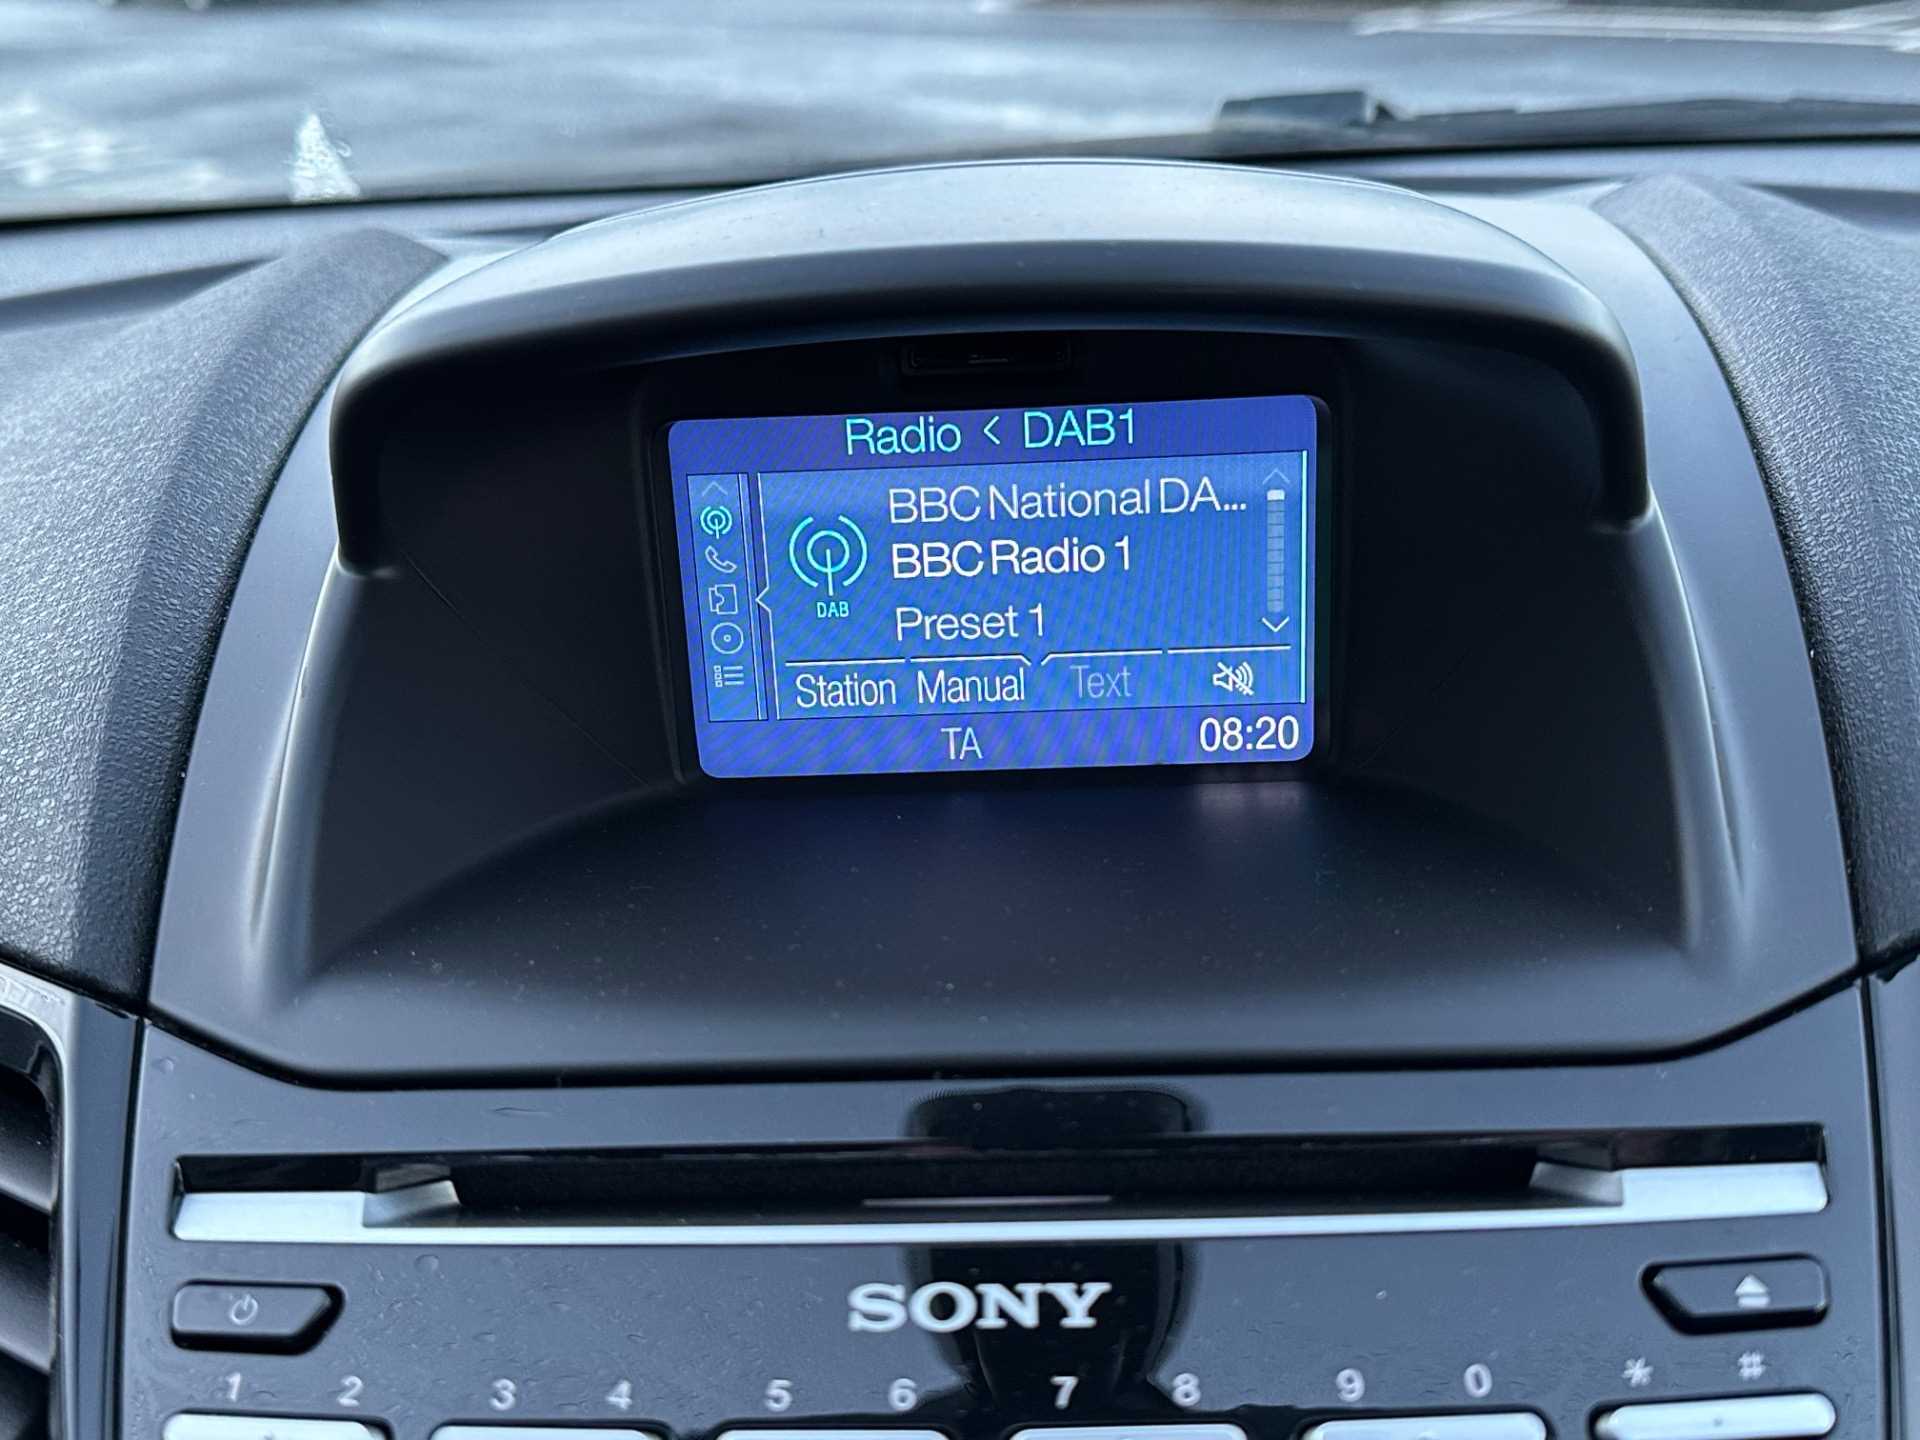 Radio < DAB1
BBC National DA...
BBC Radio 1
DAB
Preset 1
Station Manual Text
TA 08:20
SONY
1 2 3 4 5 6 7 8 9 0 * #